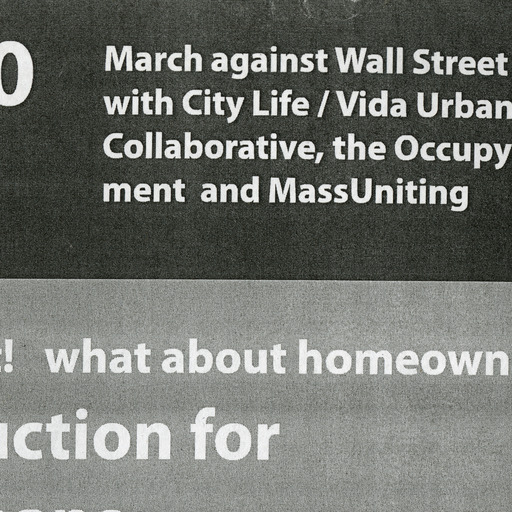 0
March against Wall Street
with City Life / Vida Urban
Collaborative, the Occupy
ment and MassUniting
! what about homeown
uction for